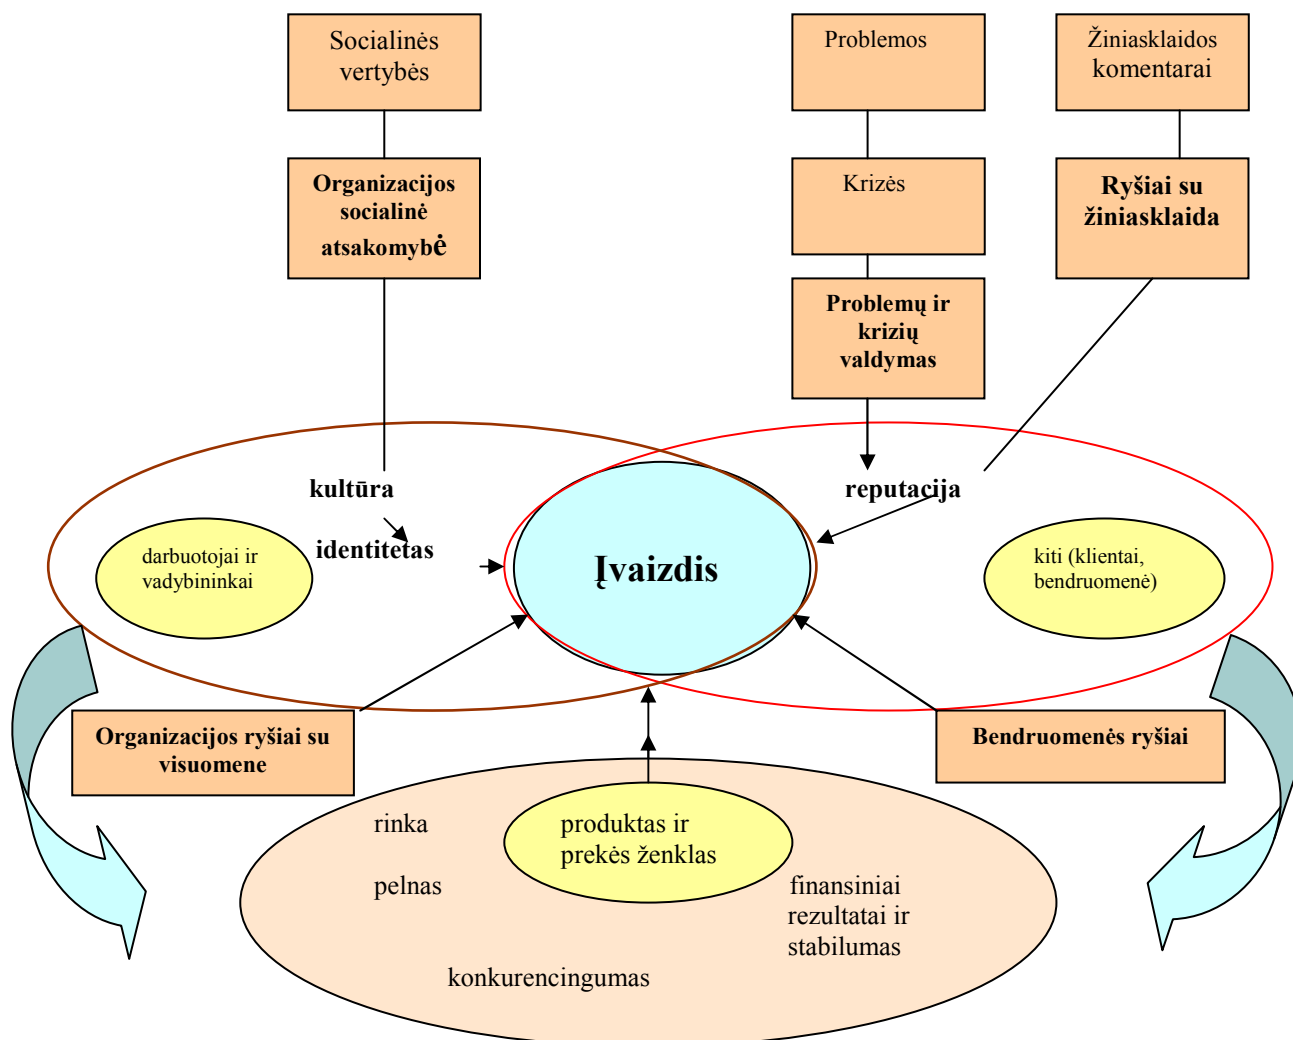 Socialinės
vertybės
Problemos
Žiniasklaidos
komentarai
Organizacijos
socialinė
atsakomybė
Krizės
Ryšiai su
žiniasklaida
Problemų ir
krizių
valdymas
kultūra
reputacija
identitetas
darbuotojai ir
vadybininkai
Įvaizdis
kiti (klientai,
bendruomenė)
Organizacijos ryšiai su
visuomene
Bendruomenės ryšiai
rinka
produktas ir
prekės ženklas
pelnas
finansiniai
rezultatai ir
stabilumas
konkurencingumas